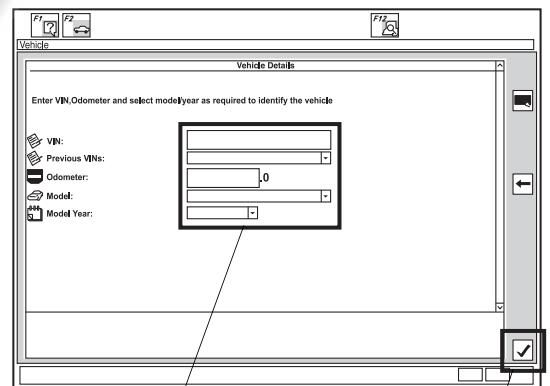 F1 F2 F12
Vehicle
Vehicle Details
Enter VIN,Odometer and select model/year as required to identify the vehicle
VIN:
Previous VINs:
Odometer: .0
Model:
Model Year: